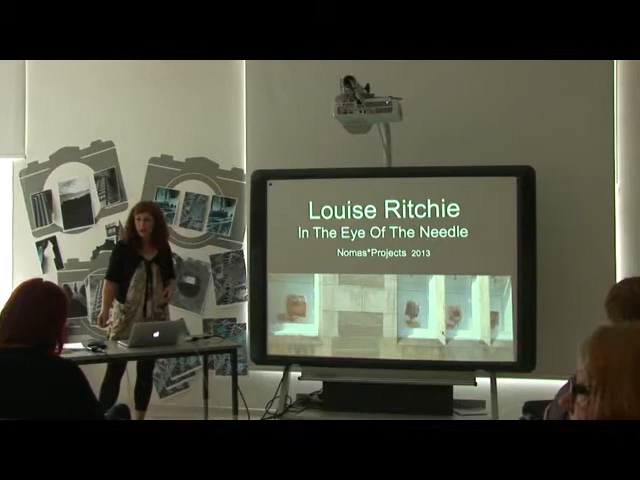 Louise Ritchie
In The Eye Of The Needle
Nomas*Projects 2013